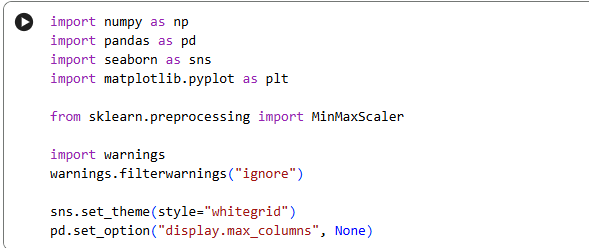 import numpy as np
import pandas as pd
import seaborn as sns
import matplotlib.pyplot as plt
from sklearn.preprocessing import MinMaxScaler
import warnings
warnings.filterwarnings("ignore")
sns.set_theme(style="whitegrid")
pd.set_option("display.max_columns", None)